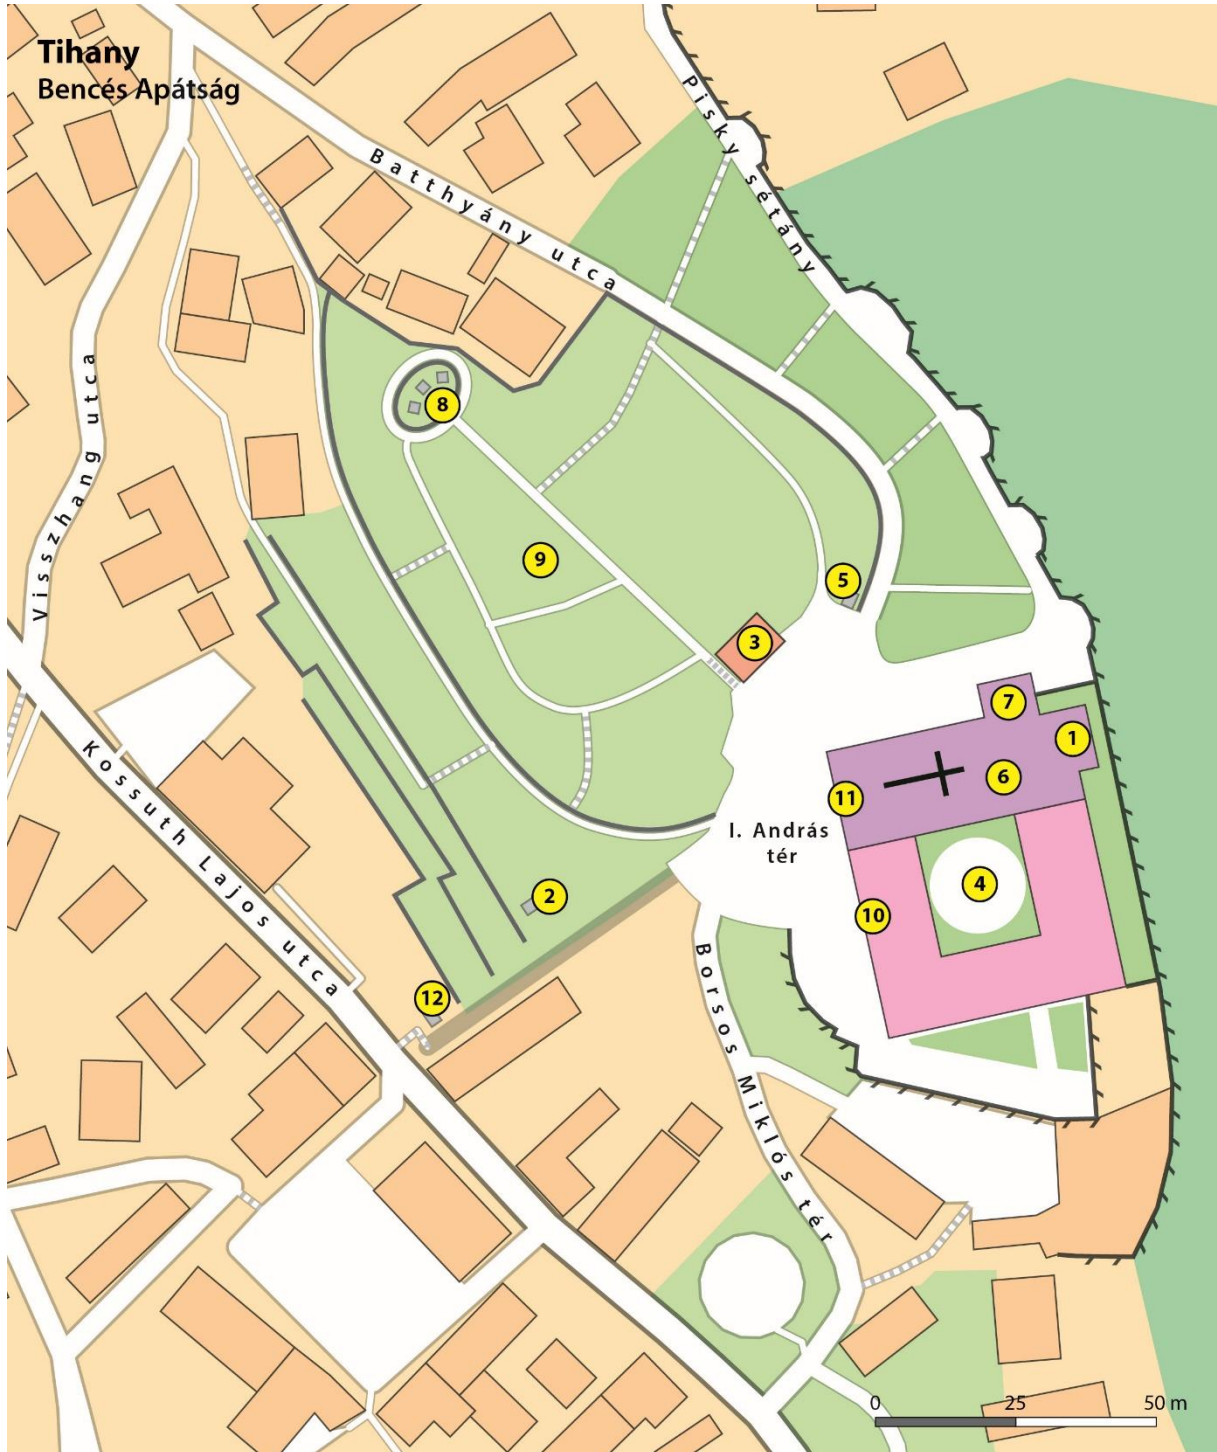 Tihany
Bencés Apátság
Pisky sétány
Batthyány utca
Visszhang utca
8
9
5
3
7
1
6
11
I. András
tér
4
2
10
Kossuth Lajos utca
12
Borsos Miklós tér
0 25 50 m